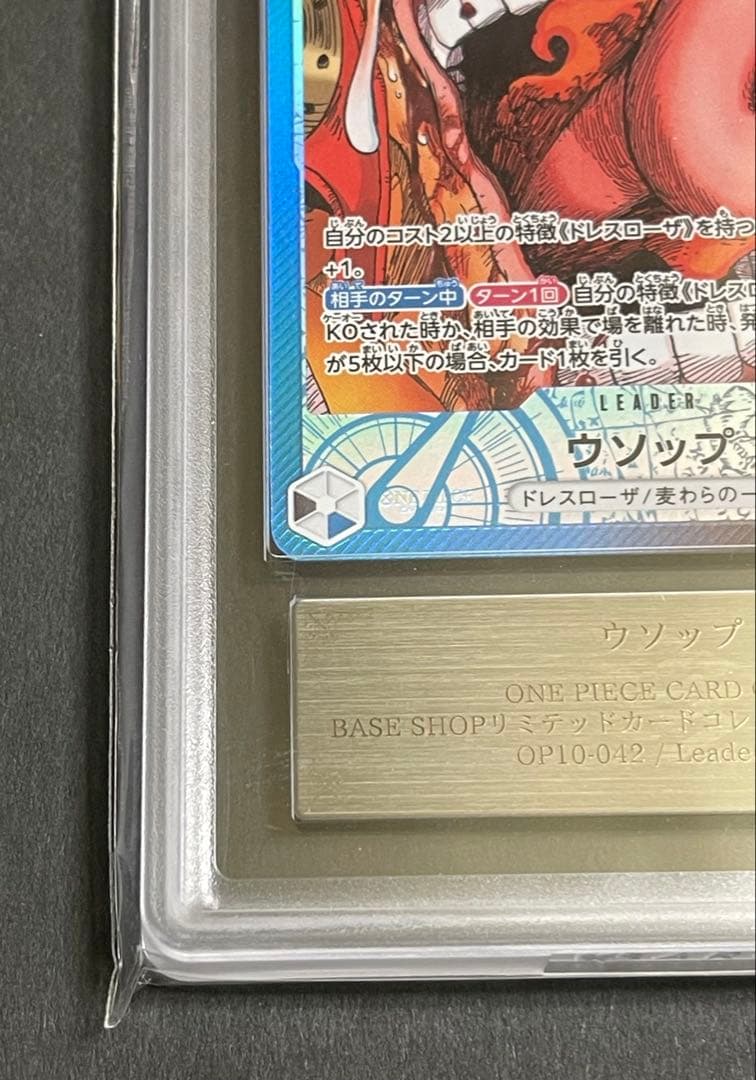 自分のコスト2以上の特徴《ドレスローザ》を持つ
+1。
相手のターン中 ターン1回 自分の特徴《ドレスロ
KOされた時か、相手の効果で場を離れた時、発
が5枚以下の場合、カード1枚を引く。
LEADER
ウソップ
ドレスローザ/麦わらの一
ウソップ
ONE PIECE CARD
BASE SHOPリミテッドカードコレ
OP10-042 / Leade